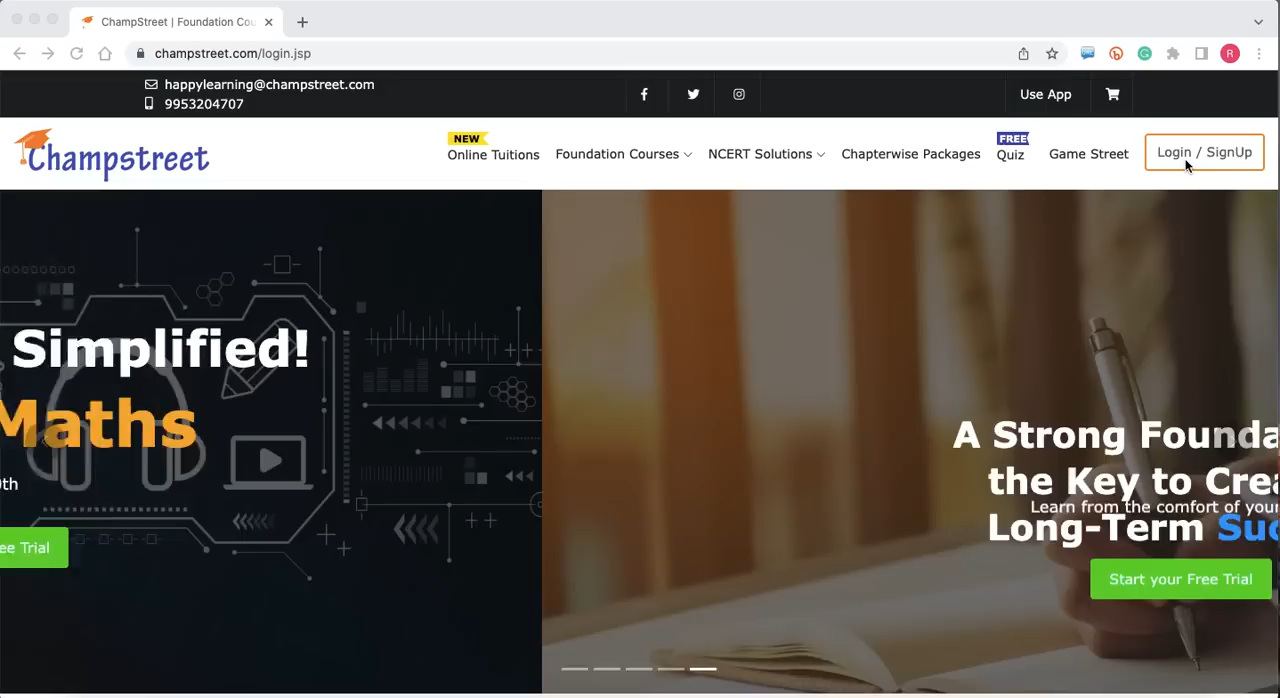 ChampStreet | Foundation Cou
champstreet.com/login.jsp
R
happylearning@champstreet.com
9953204707
Use App
Champstreet
NEW
Online Tuitions
Foundation Courses
NCERT Solutions
Chapterwise Packages
FREE
Quiz
Game Street
Login / SignUp
Simplified!
Maths
0th
ee Trial
A Strong Founda
the Key to Crea
Learn from the comfort of your
Long-Term Suc
Start your Free Trial